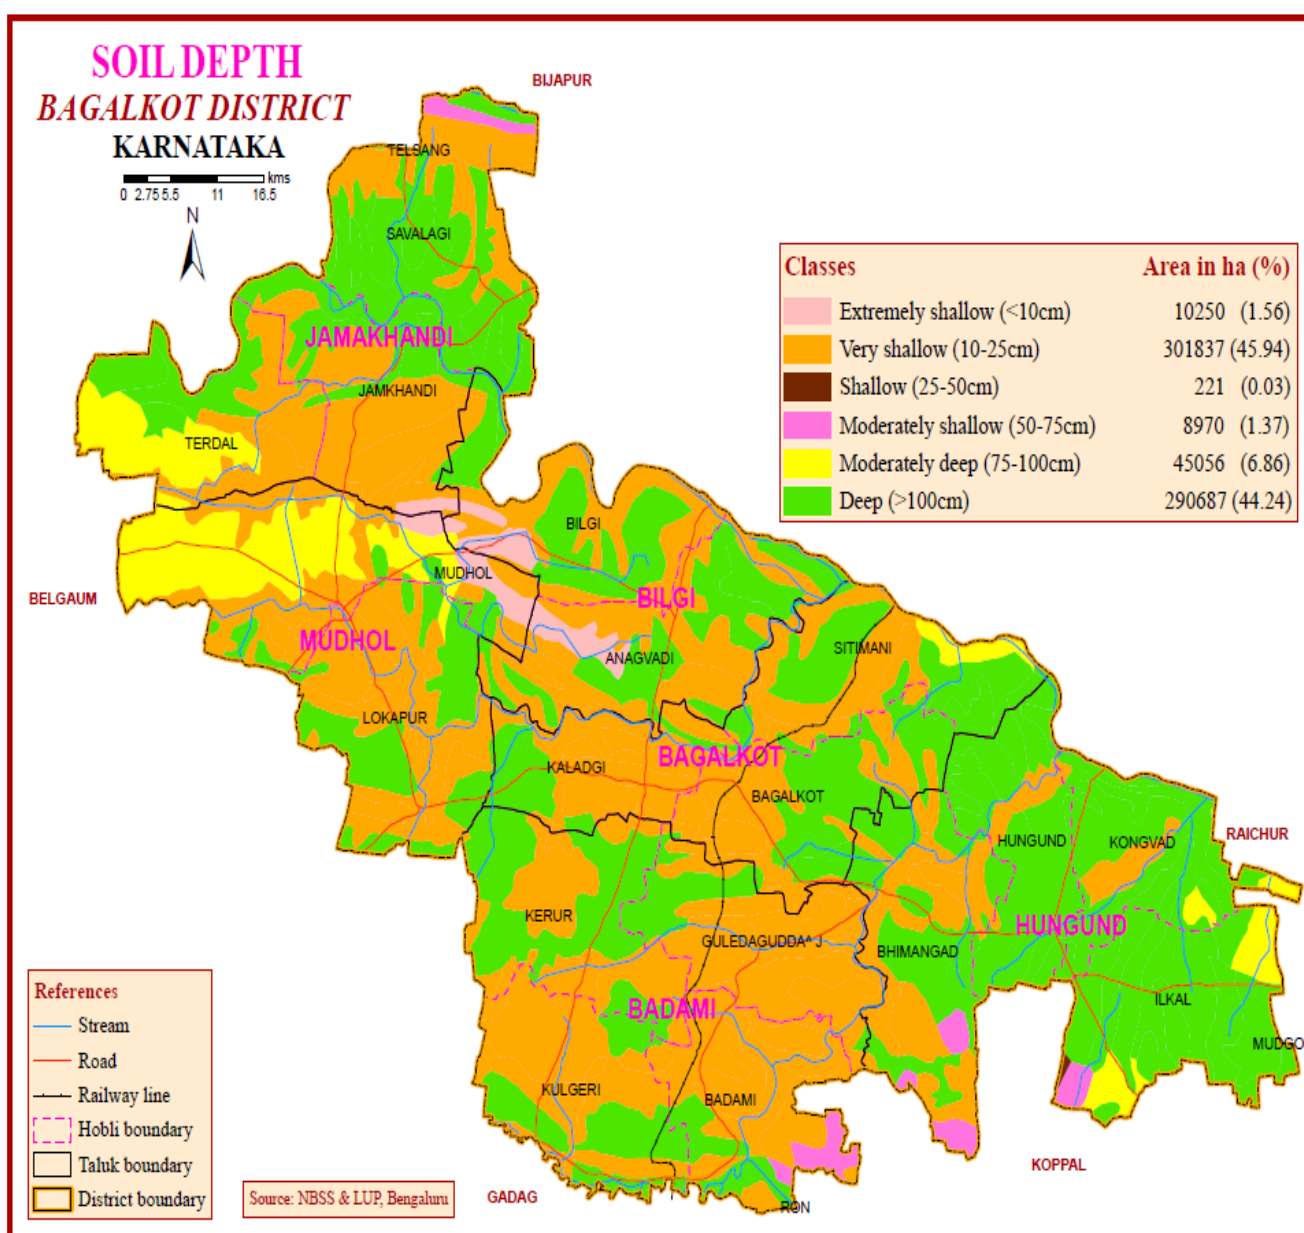 SOIL DEPTH
BAGALKOT DISTRICT
KARNATAKA
kms
0 2.75 5.5 11 16.5
N
BIJAPUR
TELSANG
SAVALAGI
JAMAKHANDI
JAMKHANDI
TERDAL
Classes Area in ha (%)
Extremely shallow (<10cm) 10250 (1.56)
Very shallow (10-25cm) 301837 (45.94)
Shallow (25-50cm) 221 (0.03)
Moderately shallow (50-75cm) 8970 (1.37)
Moderately deep (75-100cm) 45056 (6.86)
Deep (>100cm) 290687 (44.24)
BILGI
MUDHOL
BELGAUM
BILGI
MUDHOL
SITIMANI
ANAGVADI
LOKAPUR
BAGALKOT
KALADGI
BAGALKOT
RAICHUR
HUNGUND
KONGVAD
KERUR
HUNGUND
GULEDAGUDDA^ J
BHIMANGAD
BADAMI
ILKAL
MUDGO
KULGERI
BADAMI
KOPPAL
GADAG
RON
References
Stream
Road
Railway line
Hobli boundary
Taluk boundary
District boundary
Source: NBSS & LUP, Bengaluru